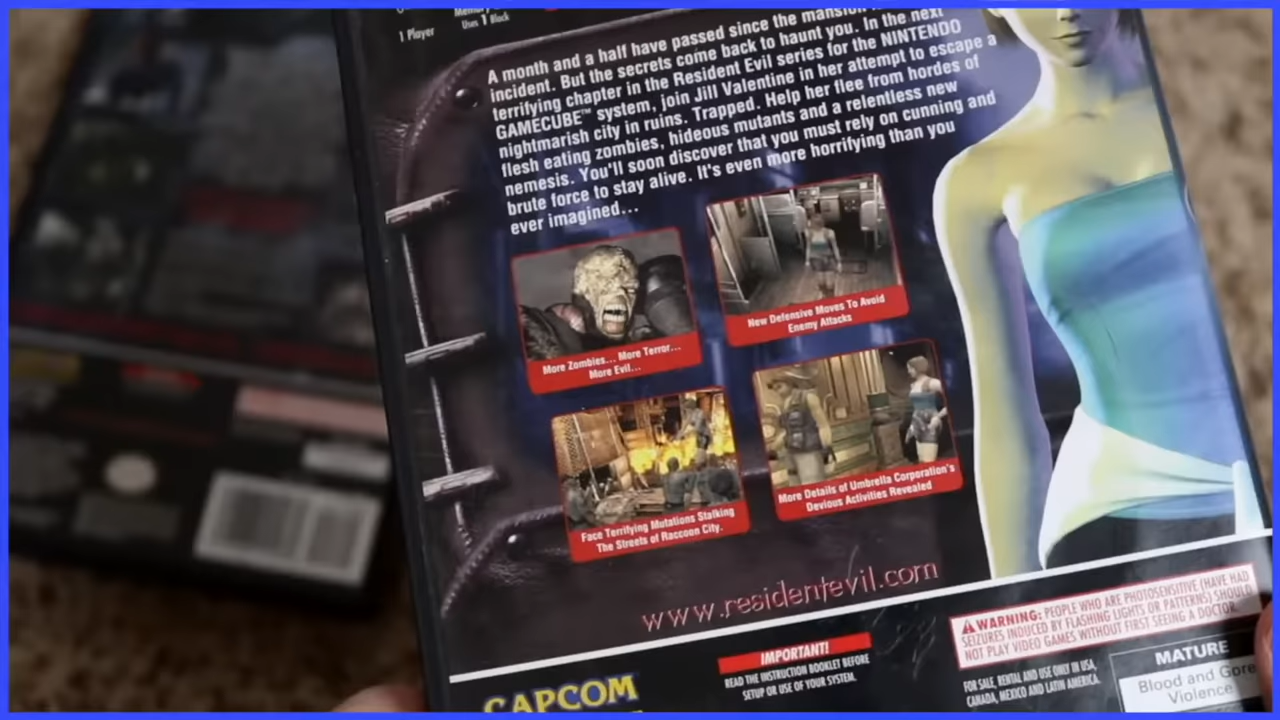 1 Player
Uses 1 Block
A month and a half have passed since the mansion
incident. But the secrets come back to haunt you. In the next
terrifying chapter in the Resident Evil series for the NINTENDO
GAMECUBE™ system, join Jill Valentine in her attempt to escape a
nightmarish city in ruins. Trapped. Help her flee from hordes of
flesh eating zombies, hideous mutants and a relentless new
nemesis. You'll soon discover that you must rely on cunning and
brute force to stay alive. It's even more horrifying than you
ever imagined...
More Zombies... More Terror...
More Evil...
New Defensive Moves To Avoid
Enemy Attacks
Face Terrifying Mutations Stalking
The Streets of Raccoon City.
More Details of Umbrella Corporation's
Devious Activities Revealed
www.residentevil.com
WARNING: PEOPLE WHO ARE PHOTOSENSITIVE (HAVE HAD
SEIZURES INDUCED BY FLASHING LIGHTS OR PATTERNS) SHOULD
NOT PLAY VIDEO GAMES WITHOUT FIRST SEEING A DOCTOR.
IMPORTANT!
READ THE INSTRUCTION BOOKLET BEFORE
SETUP OR USE OF YOUR SYSTEM.
FOR SALE, RENTAL AND USE ONLY IN USA,
CANADA, MEXICO AND LATIN AMERICA.
MATURE
Blood and Gore
Violence
CAPCOM